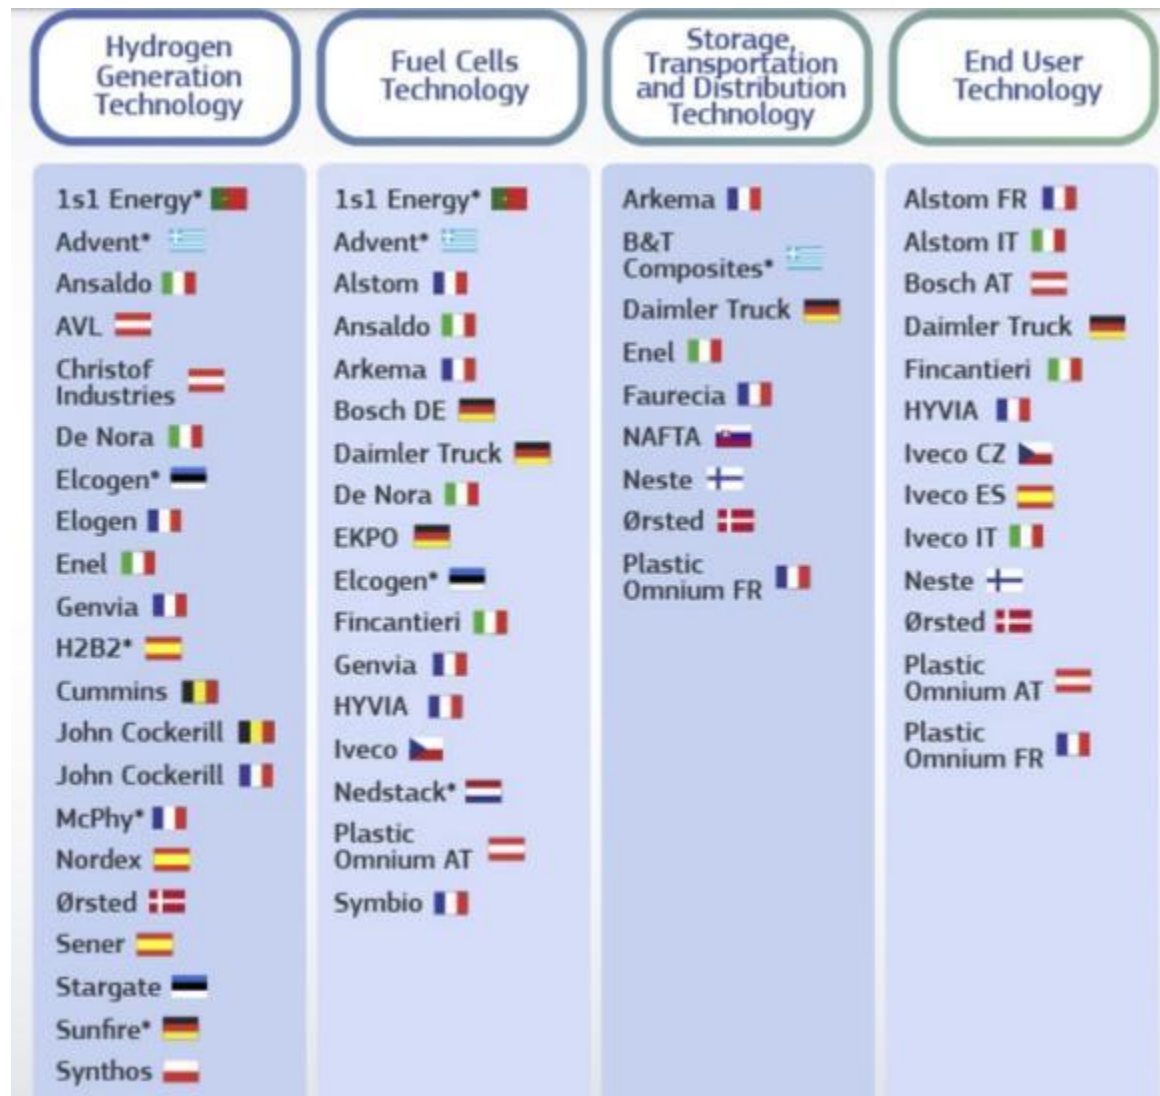 Hydrogen
Generation
Technology
Fuel Cells
Technology
Storage,
Transportation
and Distribution
Technology
End User
Technology
1s1 Energy*
Advent*
Ansaldo
AVL
Christof
Industries
De Nora
Elcogen*
Elogen
Enel
Genvia
H2B2*
Cummins
John Cockerill
John Cockerill
McPhy*
Nordex
Ørsted
Sener
Stargate
Sunfire*
Synthos
1s1 Energy*
Advent*
Alstom
Ansaldo
Arkema
Bosch DE
Daimler Truck
De Nora
EKPO
Elcogen*
Fincantieri
Genvia
HYVIA
Iveco
Nedstack*
Plastic
Omnium AT
Symbio
Arkema
B&T
Composites*
Daimler Truck
Enel
Faurecia
NAFTA
Neste
Ørsted
Plastic
Omnium FR
Alstom FR
Alstom IT
Bosch AT
Daimler Truck
Fincantieri
HYVIA
Iveco CZ
Iveco ES
Iveco IT
Neste
Ørsted
Plastic
Omnium AT
Plastic
Omnium FR